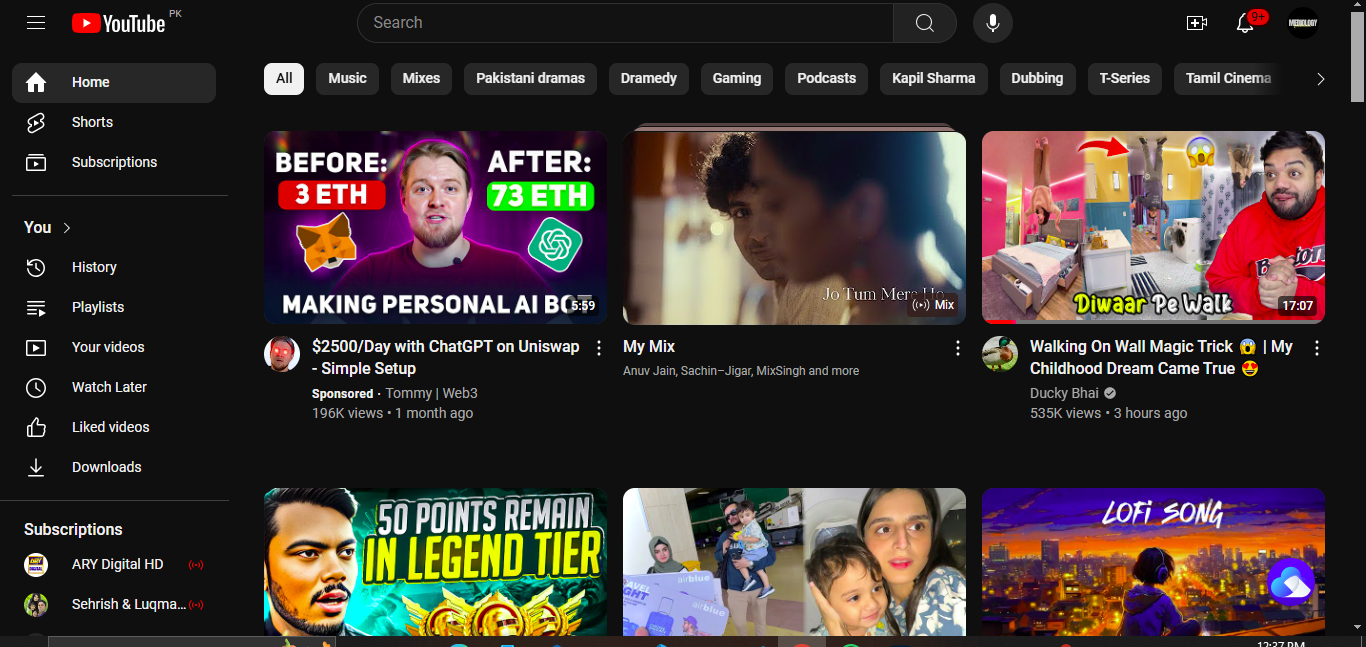 YouTube PK
Search
9+
MEDIOLOGY
Home
Shorts
Subscriptions
You
History
Playlists
Your videos
Watch Later
Liked videos
Downloads
Subscriptions
ARY Digital HD
Sehrish & Luqma...
All Music Mixes Pakistani dramas Dramedy Gaming Podcasts Kapil Sharma Dubbing T-Series Tamil Cinema
BEFORE: AFTER:
3 ETH 73 ETH
MAKING PERSONAL AI BO
5:59
$2500/Day with ChatGPT on Uniswap
- Simple Setup
Sponsored · Tommy | Web3
196K views • 1 month ago
Jo Tum Mere Ho
Mix
My Mix
Anuv Jain, Sachin-Jigar, MixSingh and more
Diwaar Pe Walk
17:07
Walking On Wall Magic Trick 😱 | My
Childhood Dream Came True 😍
Ducky Bhai
535K views • 3 hours ago
50 POINTS REMAIN
IN LEGEND TIER
airblue
airblue
LOFI SONG
12:37 PM